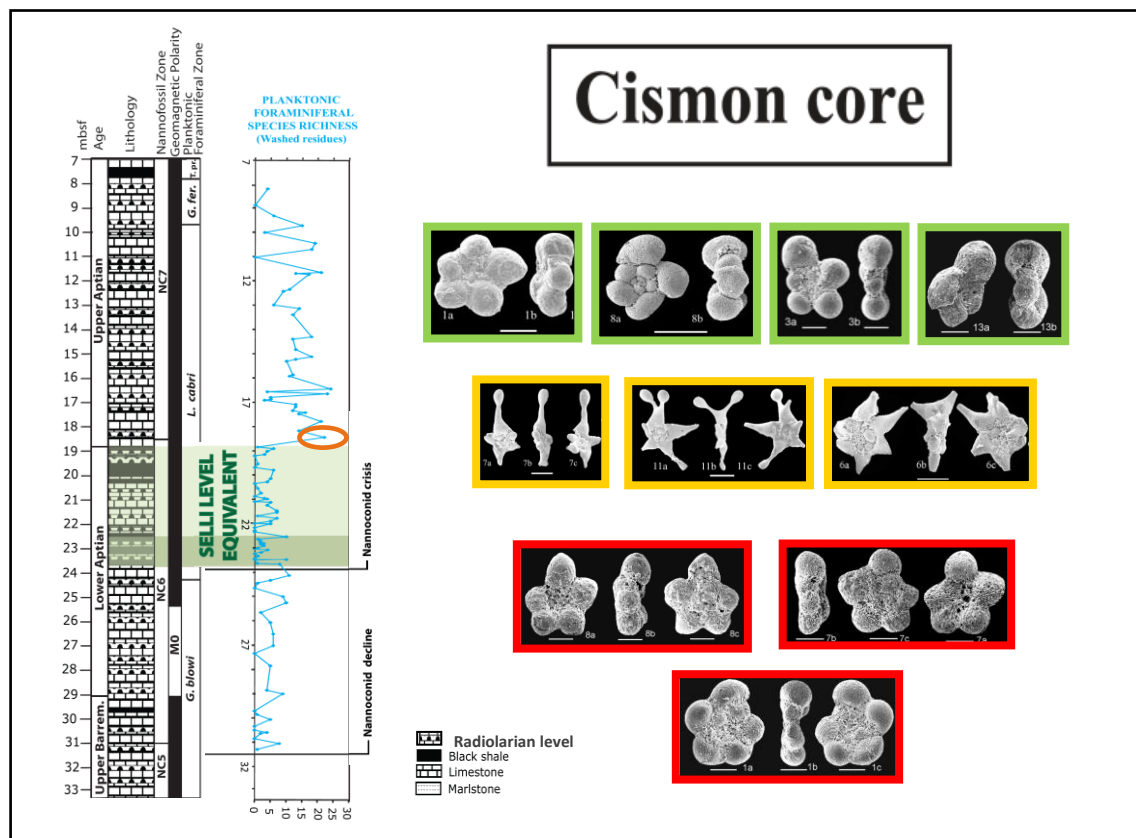 Cismon core
mbsf
Age
Lithology
Nannofossil Zone
Geomagnetic Polarity
Planktonic
Foraminiferal Zone
PLANKTONIC
FORAMINIFERAL
SPECIES RICHNESS
(Washed residues)
7
8
9
10
11
12
13
14
15
16
17
18
19
20
21
22
23
24
25
26
27
28
29
30
31
32
33
Upper Aptian
Lower Aptian
Upper Barrem.
NC7
NC6
NC5
M0
T. pr.
G. fer.
L. cabri
G. blowi
7
12
17
22
27
32
SELLI LEVEL
EQUIVALENT
Nannoconid crisis
Nannoconid decline
0
5
10
15
20
25
30
1a 1b 1
8a 8b
3a 3b
13a 13b
7a 7b 7c
11a 11b 11c
6a 6b 6c
8a 8b 8c
7b 7c 7a
1a 1b 1c
Radiolarian level
Black shale
Limestone
Marlstone